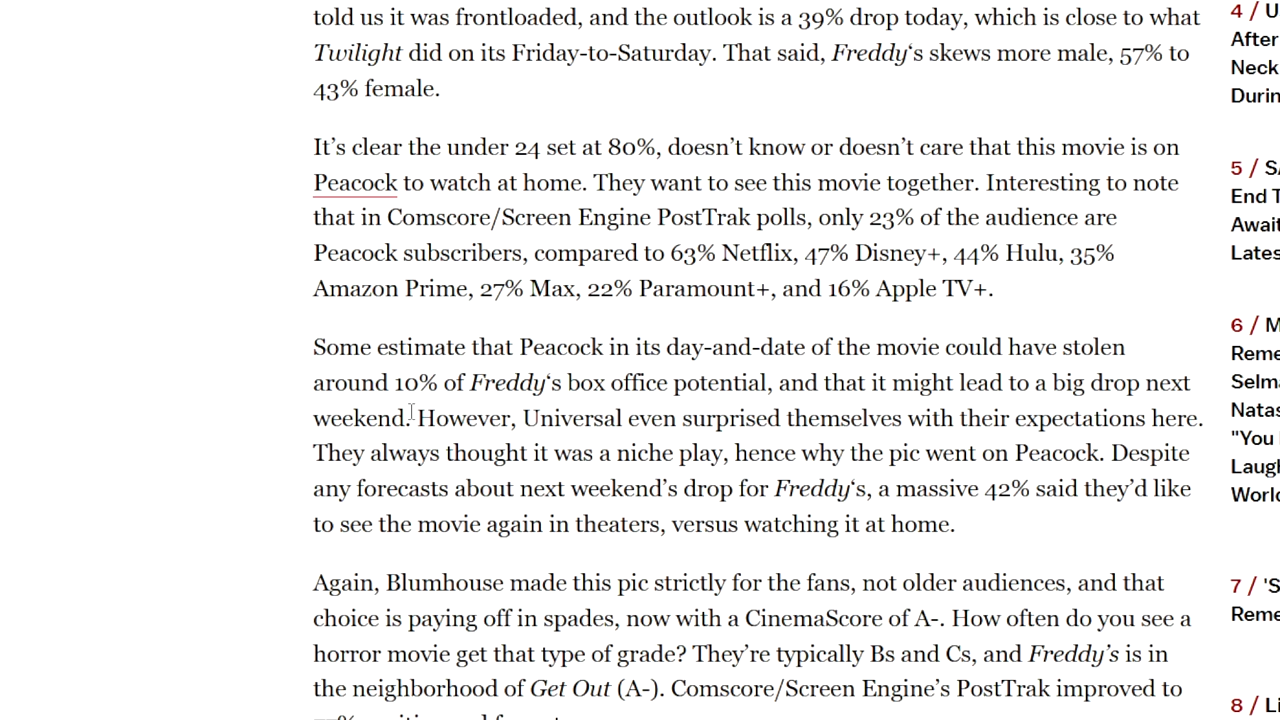 told us it was frontloaded, and the outlook is a 39% drop today, which is close to what
Twilight did on its Friday-to-Saturday. That said, Freddy‘s skews more male, 57% to
43% female.
It’s clear the under 24 set at 80%, doesn’t know or doesn’t care that this movie is on
Peacock to watch at home. They want to see this movie together. Interesting to note
that in Comscore/Screen Engine PostTrak polls, only 23% of the audience are
Peacock subscribers, compared to 63% Netflix, 47% Disney+, 44% Hulu, 35%
Amazon Prime, 27% Max, 22% Paramount+, and 16% Apple TV+.
Some estimate that Peacock in its day-and-date of the movie could have stolen
around 10% of Freddy‘s box office potential, and that it might lead to a big drop next
weekend. However, Universal even surprised themselves with their expectations here.
They always thought it was a niche play, hence why the pic went on Peacock. Despite
any forecasts about next weekend’s drop for Freddy‘s, a massive 42% said they’d like
to see the movie again in theaters, versus watching it at home.
Again, Blumhouse made this pic strictly for the fans, not older audiences, and that
choice is paying off in spades, now with a CinemaScore of A-. How often do you see a
horror movie get that type of grade? They’re typically Bs and Cs, and Freddy’s is in
the neighborhood of Get Out (A-). Comscore/Screen Engine’s PostTrak improved to
4 / U
After
Neck
Durin
5 / SA
End T
Await
Lates
6 / M
Reme
Selma
Natas
"You
Laugh
World
7 / 'S
Reme
8 / Li